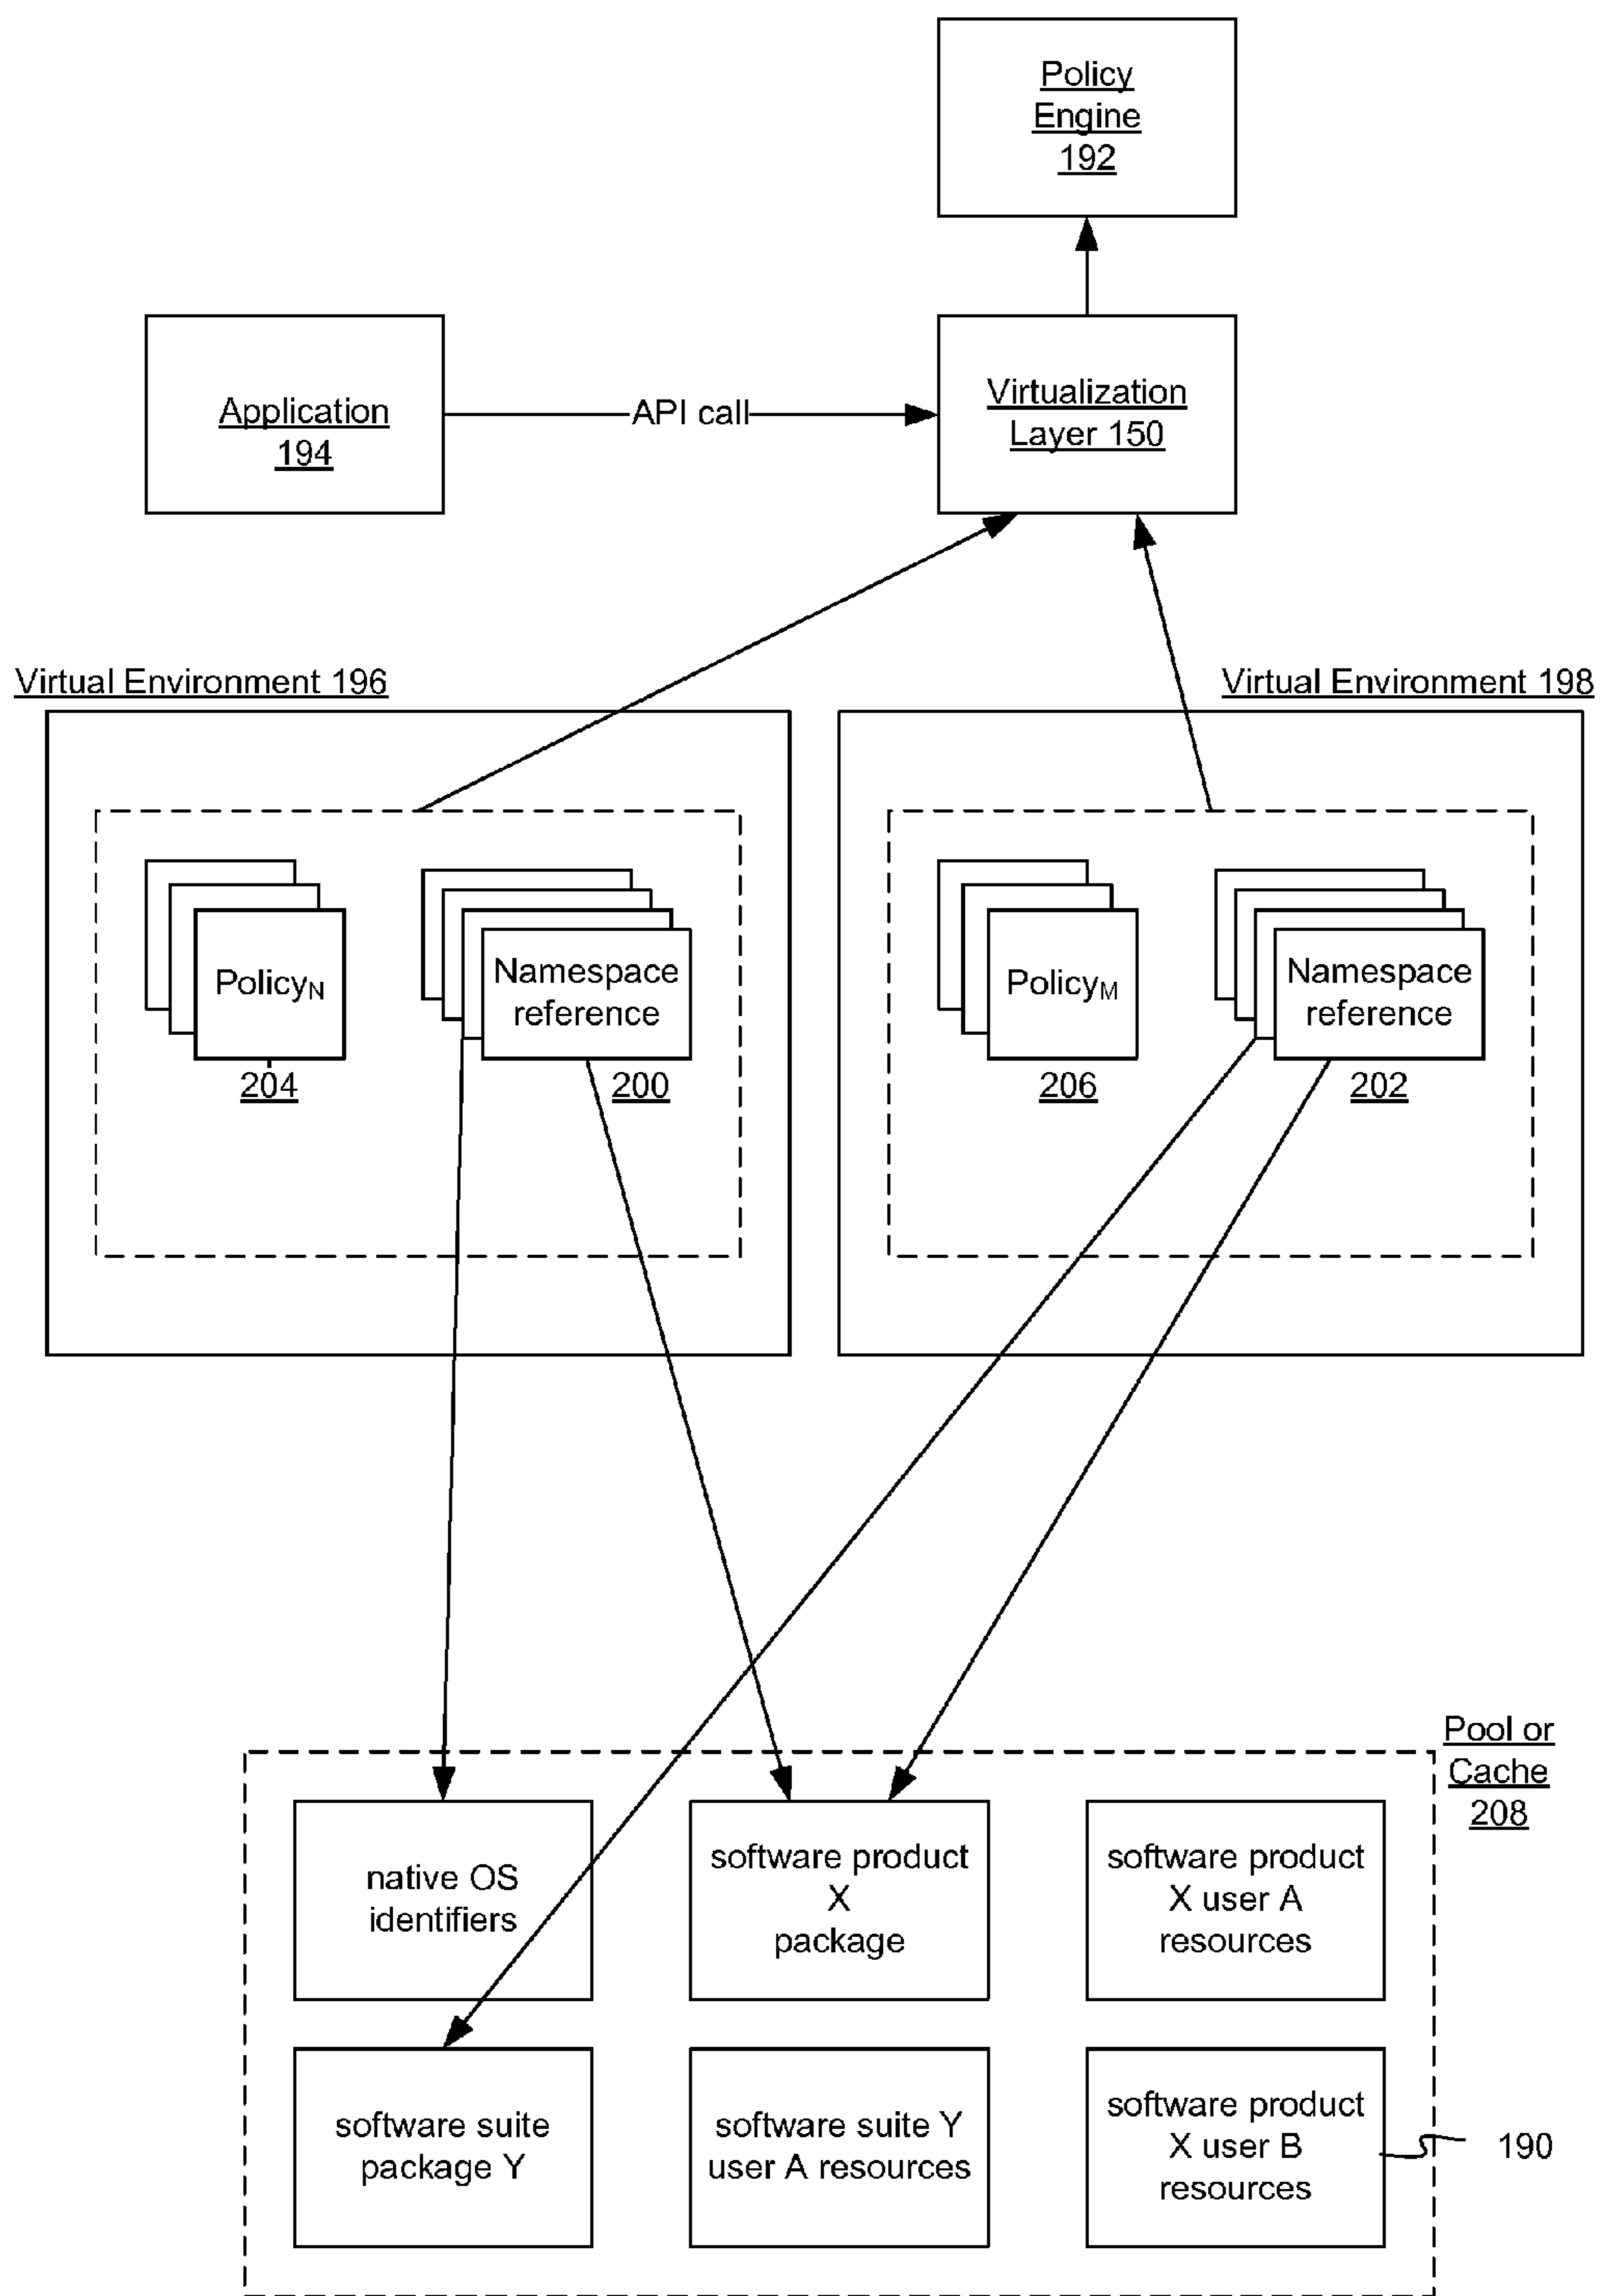 Policy
Engine
192
Application
194
API call
Virtualization
Layer 150
Virtual Environment 196
Virtual Environment 198
PolicyN
Namespace
reference
204
200
PolicyM
Namespace
reference
206
202
Pool or
Cache
208
native OS
identifiers
software product
X
package
software product
X user A
resources
software suite
package Y
software suite Y
user A resources
software product
X user B
resources
190